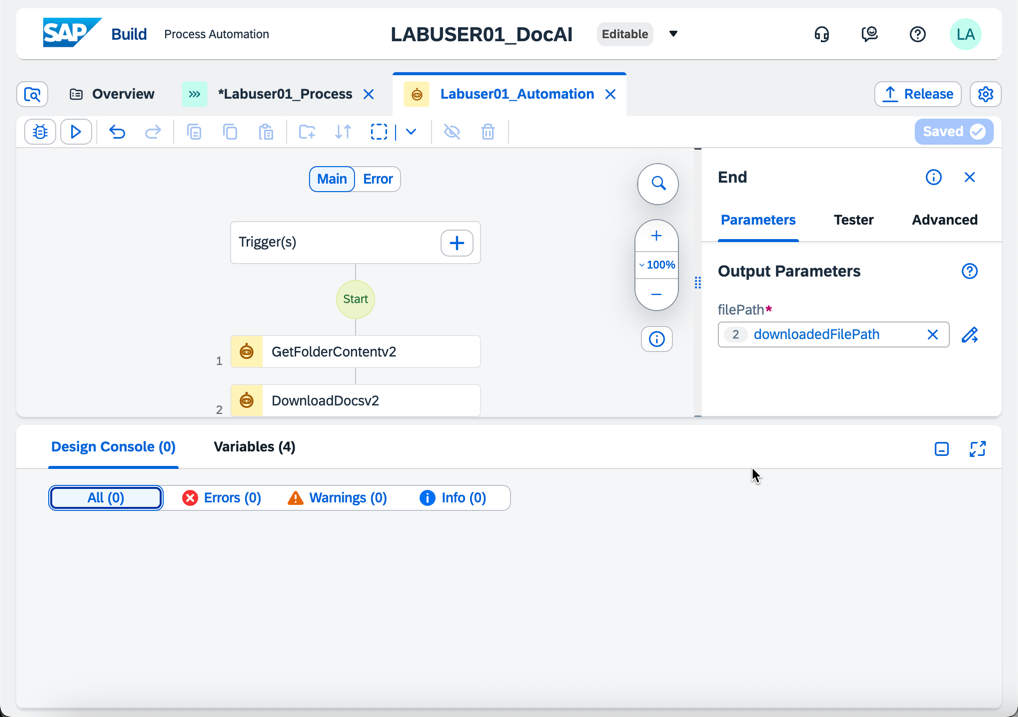 SAP Build Process Automation LABUSER01_DocAI Editable LA
Overview *Labuser01_Process Labuser01_Automation Release
Saved
Main Error
Trigger(s)
Start
1 GetFolderContentv2
2 DownloadDocsv2
100%
End
Parameters Tester Advanced
Output Parameters
filePath*
2 downloadedFilePath
Design Console (0) Variables (4)
All (0) Errors (0) Warnings (0) Info (0)